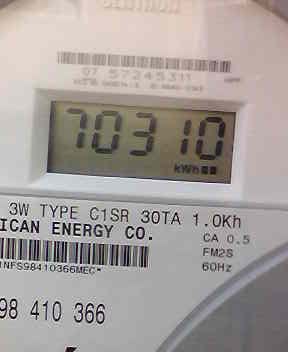 07 57245311
70310
kWh
3W TYPE C1SR 30TA 1.0Kh
ICAN ENERGY CO.
CA 0.5
FM2S
60Hz
1NFS98410366MEC*
98 410 366